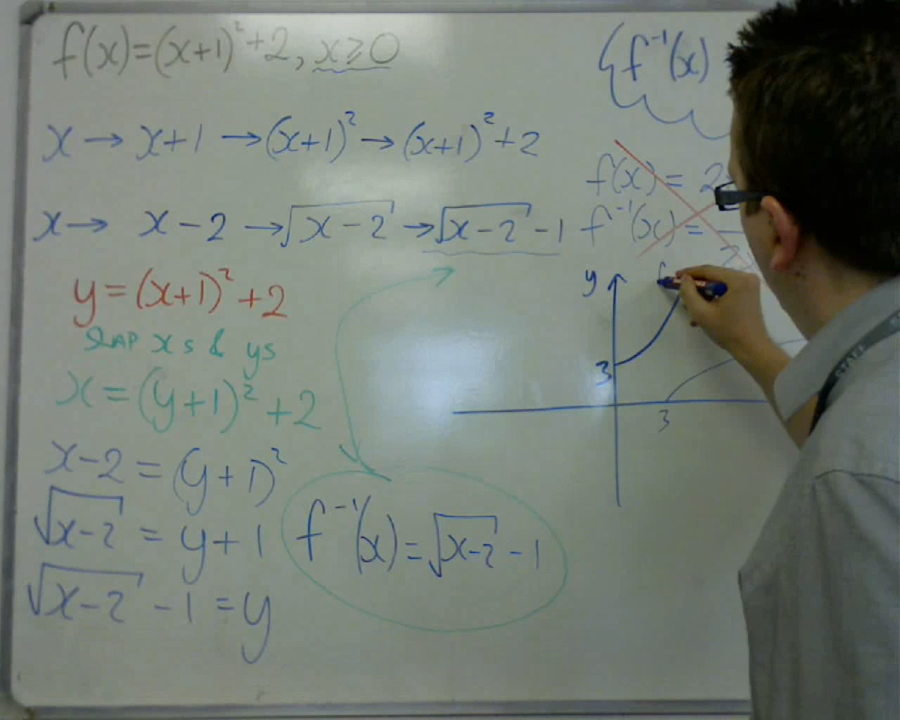 f(x)=(x+1)²+2, x≥0
x → x+1 → (x+1)² → (x+1)²+2
x → x-2 → √x-2 → √x-2 -1
y=(x+1)²+2
SWAP xs & ys
x=(y+1)²+2
x-2=(y+1)²
√x-2 = y+1
√x-2 -1=y
f⁻¹(x)=√x-2 -1
f⁻¹(x)
f(x)= 2
f⁻¹(x)=
y
3
3
STAFF